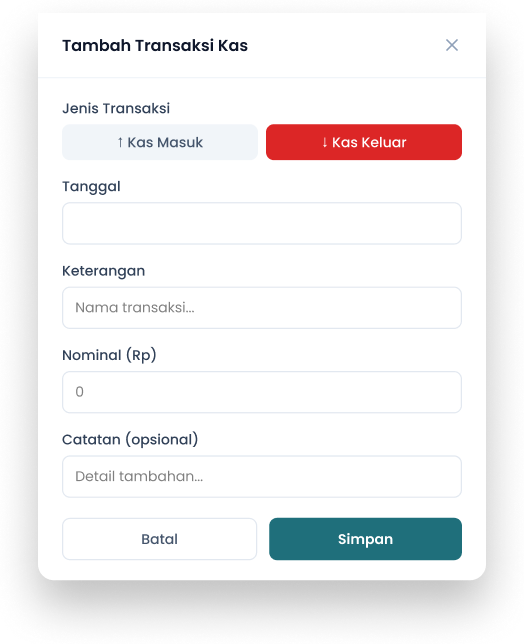 Tambah Transaksi Kas
Jenis Transaksi
↑ Kas Masuk
↓ Kas Keluar
Tanggal
Keterangan
Nama transaksi...
Nominal (Rp)
0
Catatan (opsional)
Detail tambahan...
Batal
Simpan